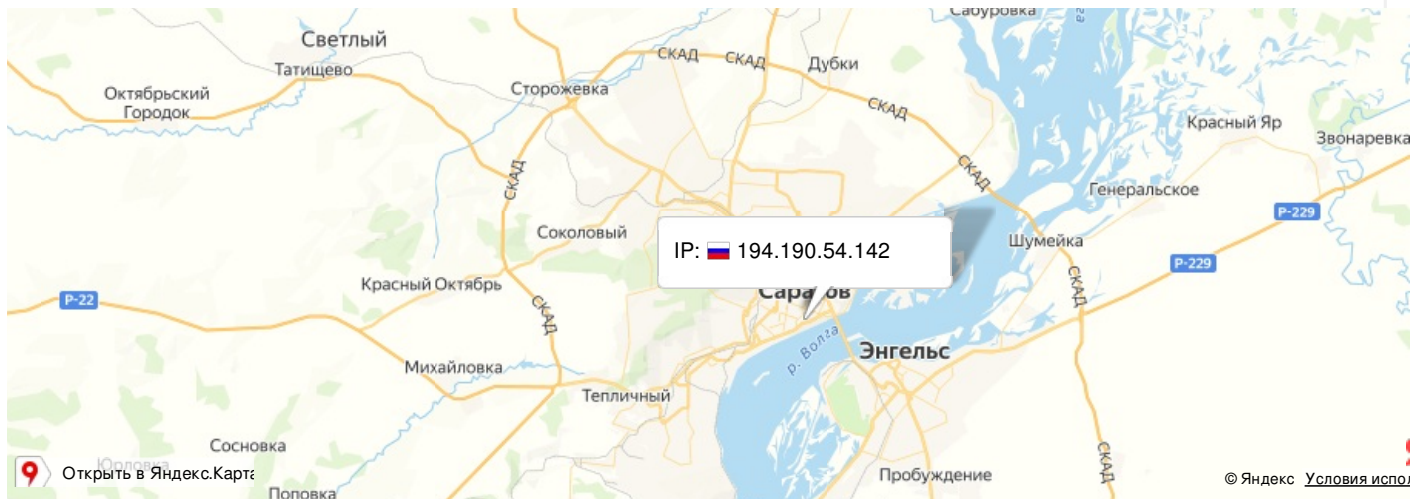 Сабуровка
Светлый
СКАД
СКАД
Дубки
Татищево
Сторожевка
Октябрьский
Городок
СКАД
Красный Яр
Звонаревка
СКАД
СКАД
Генеральское
Р-229
Соколовый
Шумейка
IP: 194.190.54.142
Р-229
Красный Октябрь
СКАД
Р-22
СКАД
р. Волга
Энгельс
Михайловка
Тепличный
Сосновка
СКАД
Открыть в Яндекс.Карта
Пробуждение
© Яндекс Условия испол
Поповка